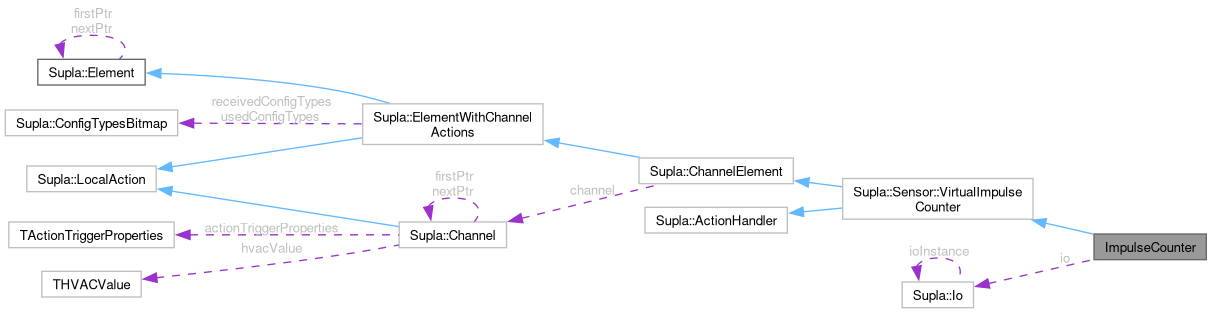 firstPtr
nextPtr
Supla::Element
receivedConfigTypes
usedConfigTypes
Supla::ConfigTypesBitmap
Supla::ElementWithChannel
Actions
Supla::LocalAction
firstPtr
nextPtr
channel
Supla::ChannelElement
Supla::Sensor::VirtualImpulse
Counter
Supla::ActionHandler
TActionTriggerProperties
actionTriggerProperties
hvacValue
Supla::Channel
THVACValue
ioInstance
io
ImpulseCounter
Supla::Io